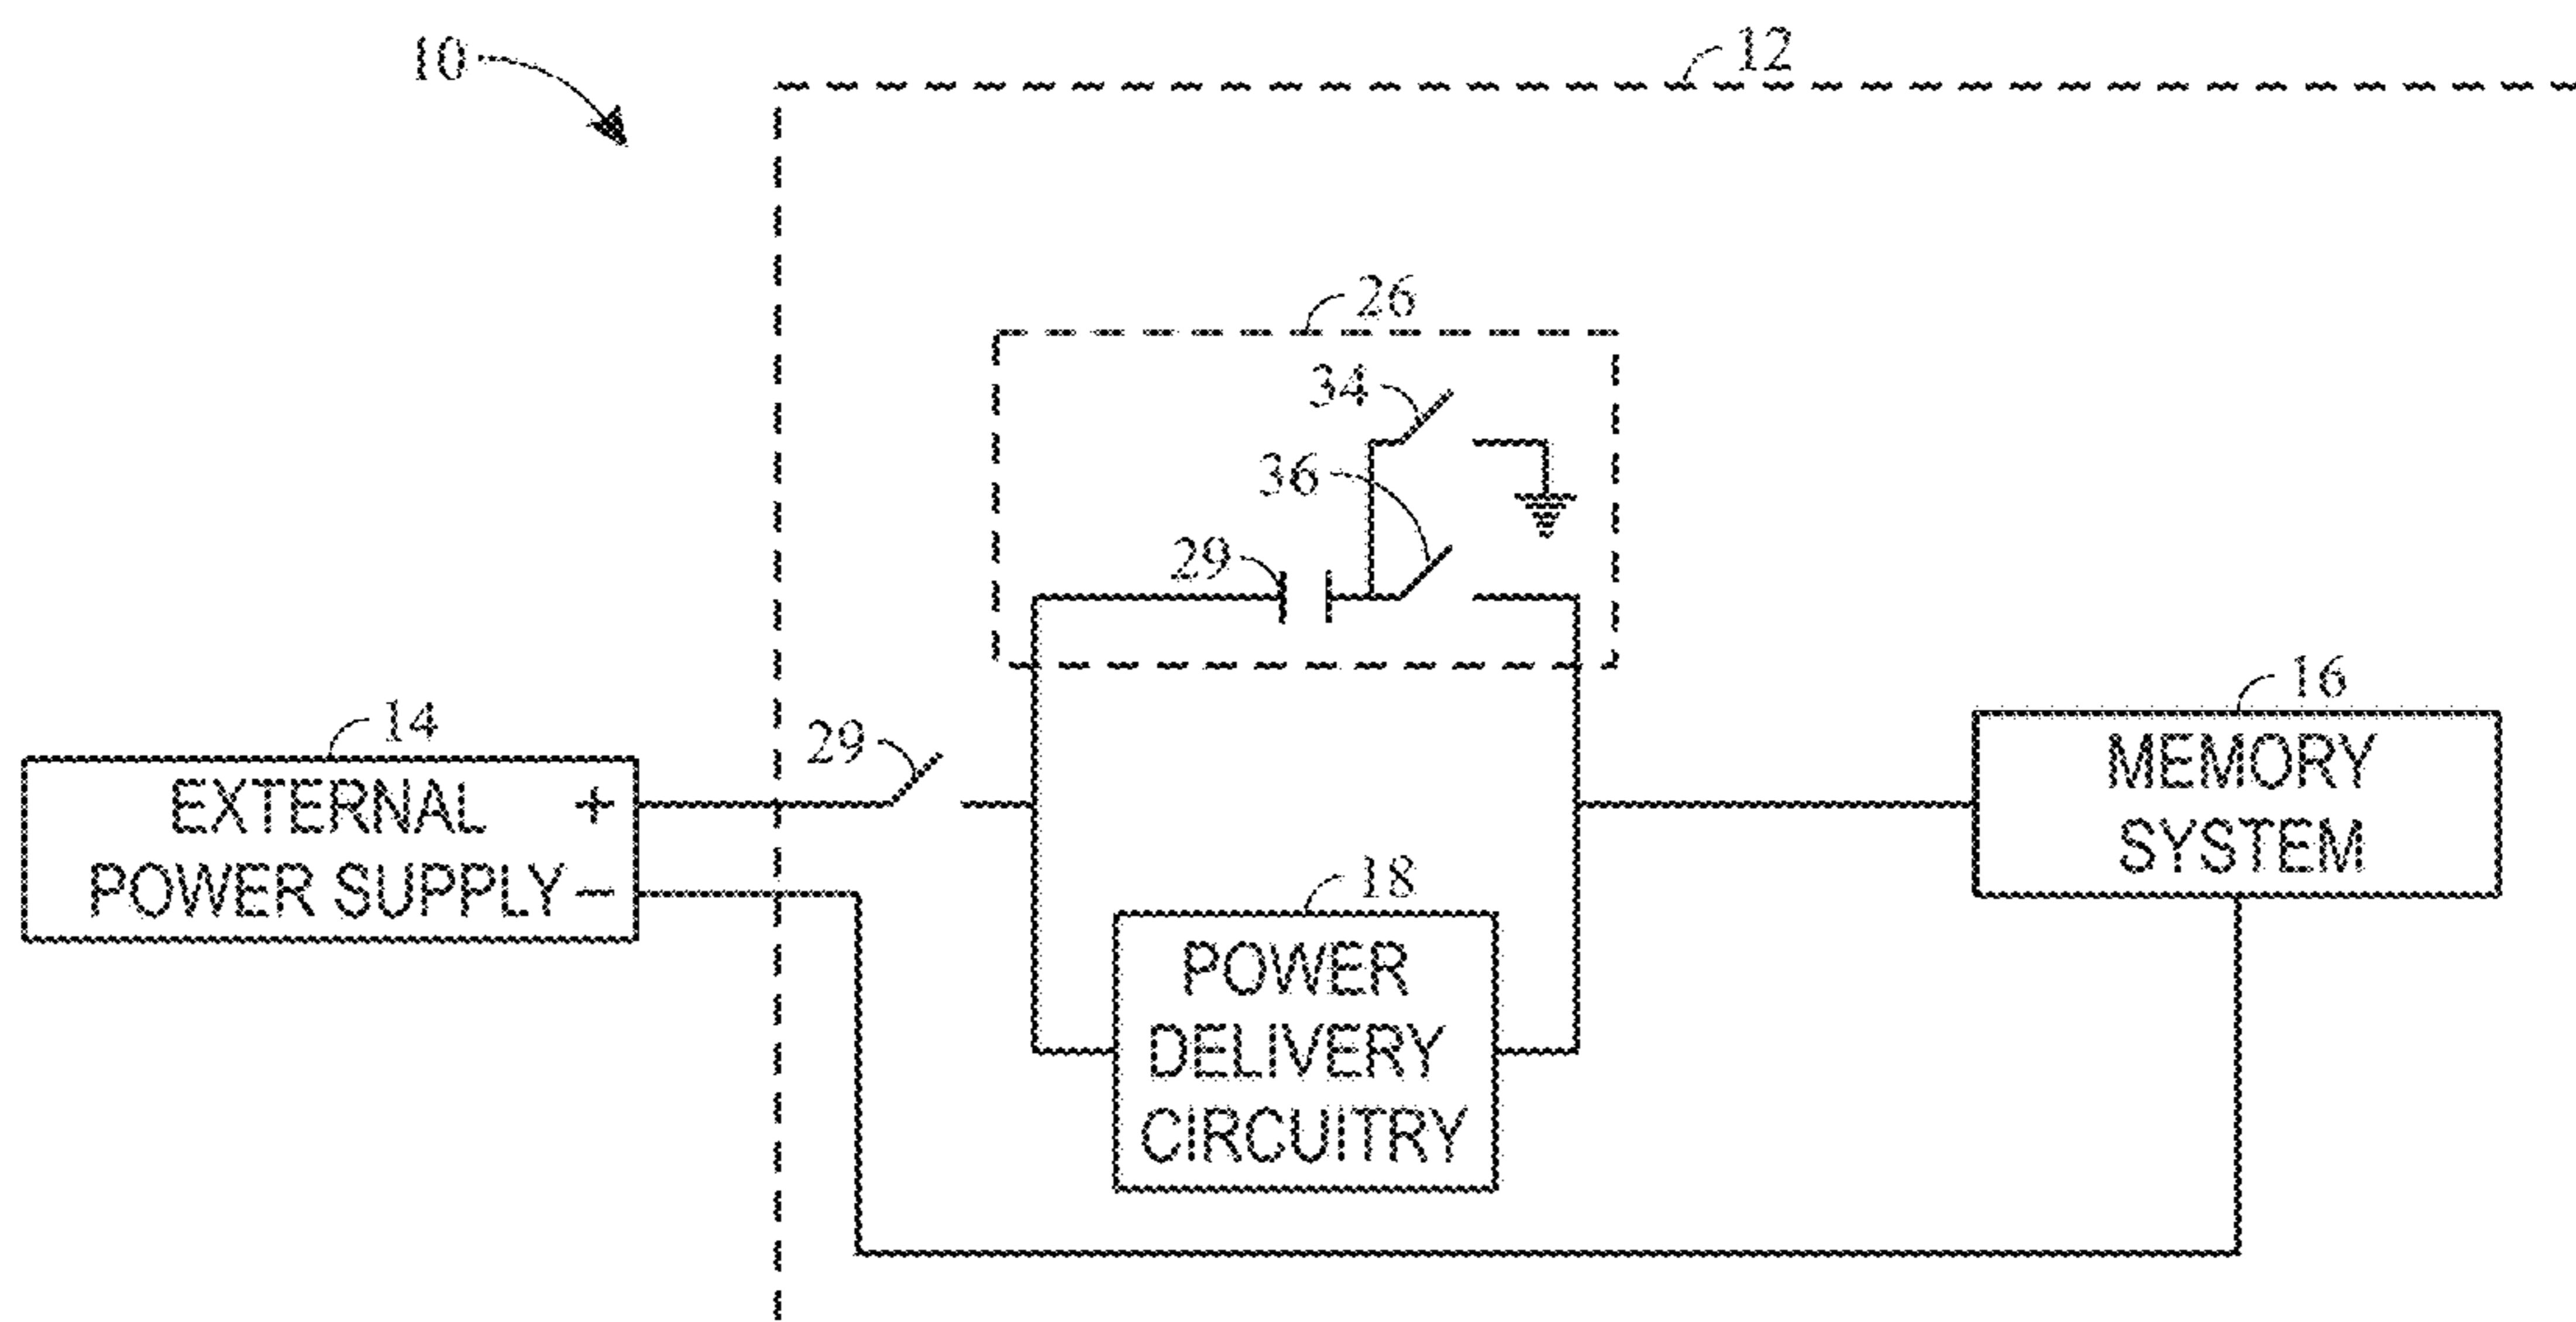 10
12
26
34
36
29
14
29
16
EXTERNAL +
POWER SUPPLY −
MEMORY
SYSTEM
18
POWER
DELIVERY
CIRCUITRY